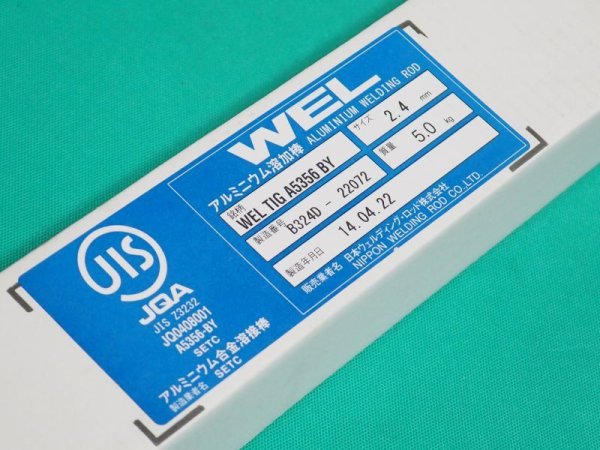 WEL
アルミニウム溶加棒 ALUMINIUM WELDING ROD
銘柄 WEL TIG A5356 BY サイズ 2.4 mm
製造番号 B324D - 22072 質量 5.0 kg
製造年月日 14.04.22
販売業者名 日本ウェルディング・ロッド株式会社
NIPPON WELDING ROD CO.,LTD.
JIS
JQA
JIS Z3232
JQ0408001
A5356-BY
SETC
アルミニウム合金溶接棒
製造業者名 SETC